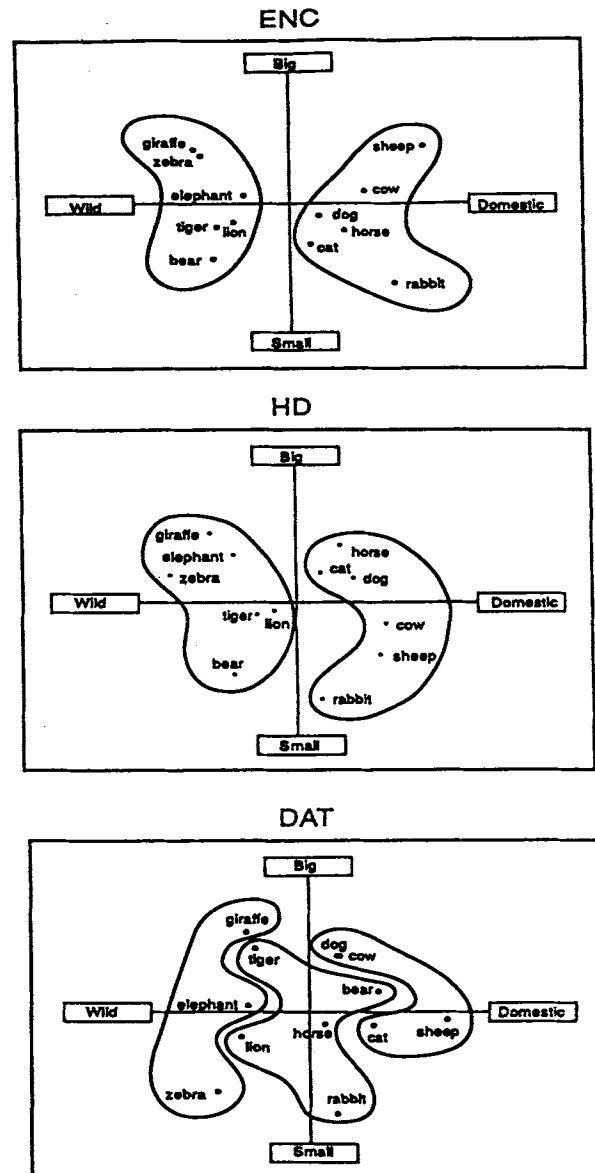 ENC
Big
giraffe
zebra
sheep
elephant
cow
Wild
Domestic
tiger
lion
dog
horse
cat
bear
rabbit
Small
HD
Big
giraffe
horse
elephant
cat
zebra
dog
Wild
Domestic
tiger
lion
cow
bear
sheep
rabbit
Small
DAT
Big
giraffe
dog
cow
tiger
bear
elephant
Wild
Domestic
horse
cat
sheep
lion
zebra
rabbit
Small